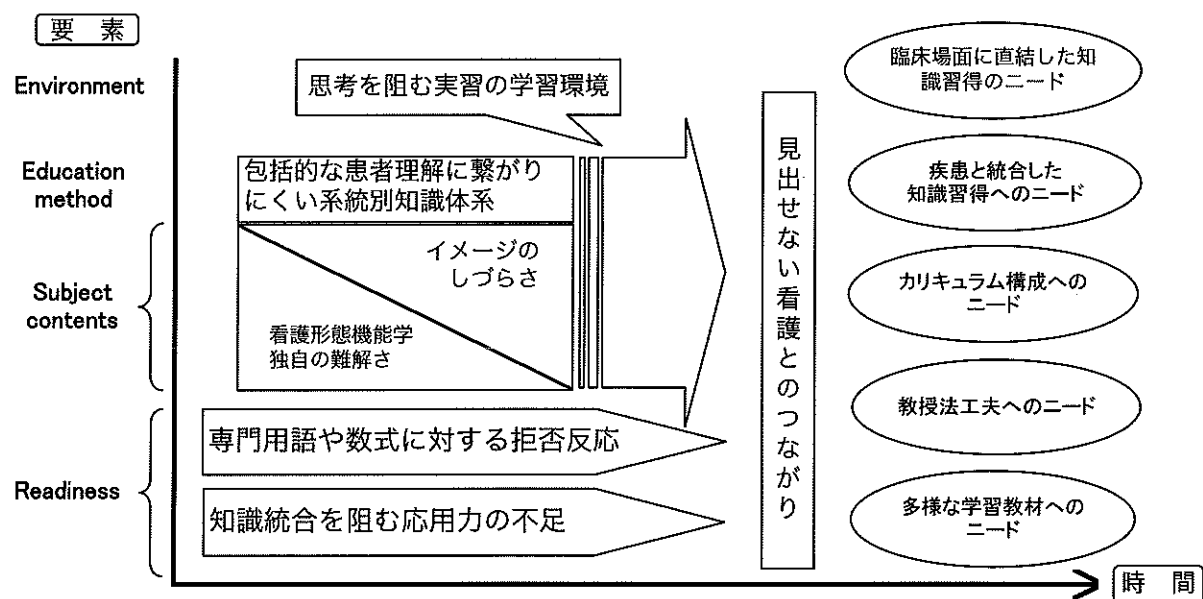 要 素
Environment
思考を阻む実習の学習環境
Education
method
包括的な患者理解に繋がり
にくい系統別知識体系
Subject
contents
イメージの
しづらさ
看護形態機能学
独自の難解さ
Readiness
専門用語や数式に対する拒否反応
知識統合を阻む応用力の不足
見出せない看護とのつながり
臨床場面に直結した知
識習得のニード
疾患と統合した
知識習得へのニード
カリキュラム構成への
ニード
教授法工夫へのニード
多様な学習教材への
ニード
時 間